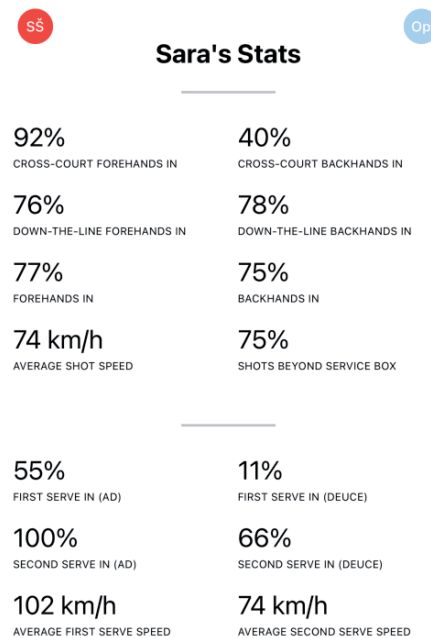 SŠ
Op
Sara's Stats
92%
40%
CROSS-COURT FOREHANDS IN
CROSS-COURT BACKHANDS IN
76%
78%
DOWN-THE-LINE FOREHANDS IN
DOWN-THE-LINE BACKHANDS IN
77%
75%
FOREHANDS IN
BACKHANDS IN
74 km/h
75%
AVERAGE SHOT SPEED
SHOTS BEYOND SERVICE BOX
55%
11%
FIRST SERVE IN (AD)
FIRST SERVE IN (DEUCE)
100%
66%
SECOND SERVE IN (AD)
SECOND SERVE IN (DEUCE)
102 km/h
74 km/h
AVERAGE FIRST SERVE SPEED
AVERAGE SECOND SERVE SPEED